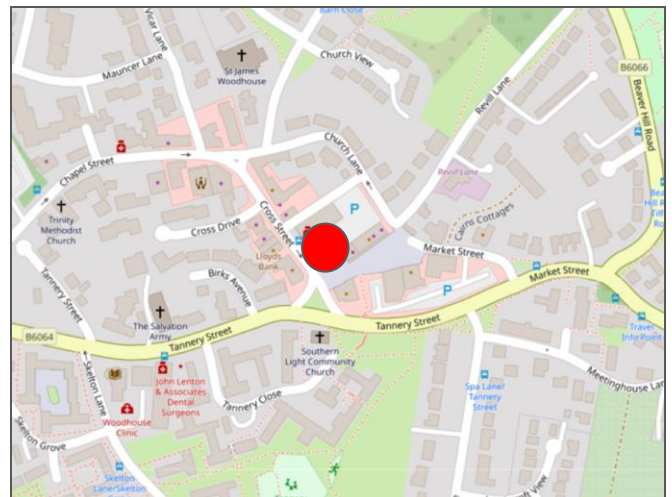 Barn Close
Vicar Lane
Mauncer Lane
St James
Woodhouse
Church View
B6066
Beaver Hill Road
Revill Lane
Church Lane
Chapel Street
Revill Lane
P
Trinity
Methodist
Church
Cross Drive
Cross Street
Cairns Cottages
Lloyds
Bank
Market Street
Market Street
Birks Avenue
P
Tannery Street
The Salvation
Army
Tannery Street
Tannery Street
B6064
Southern
Light Community
Church
Travel
Info Point
Skelton Lane
John Lenton
& Associates
Dental
Surgeons
Tannery Close
Spa Lane/
Tannery
Street
Meetinghouse
Woodhouse
Clinic
Skelton Grove
Skelton
Lane/Skelton